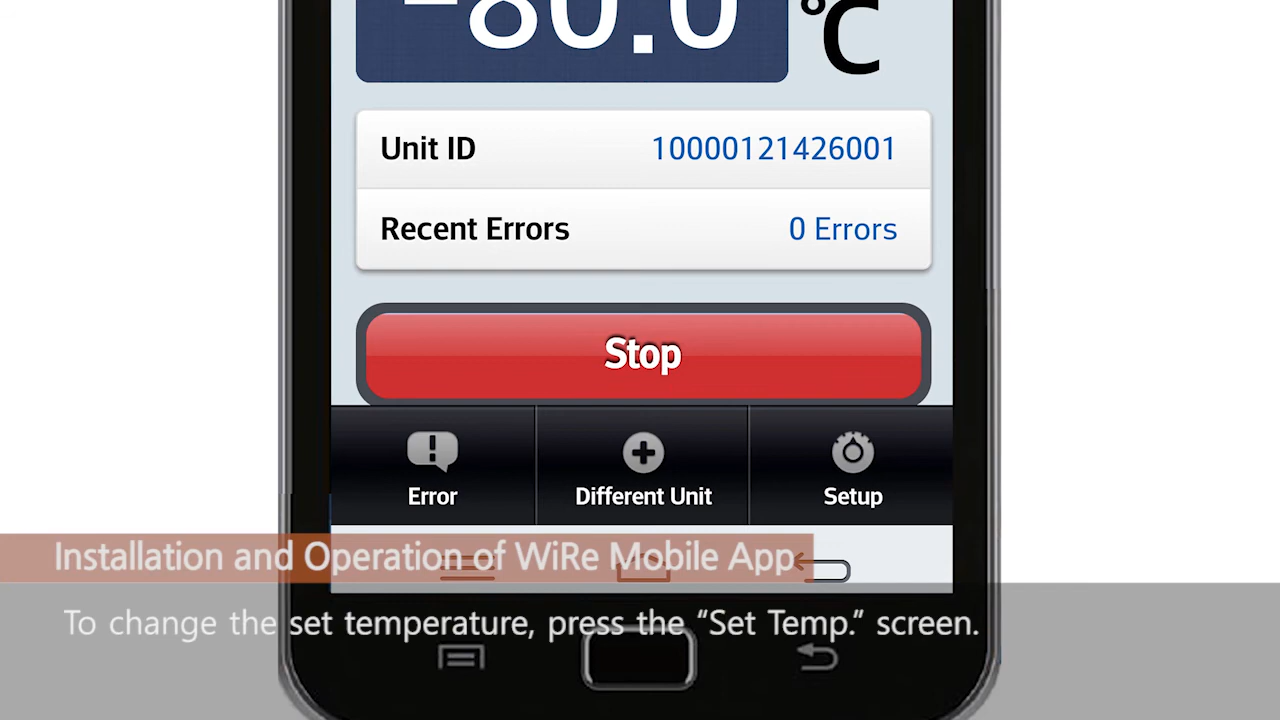 -80.0 °C
Unit ID 10000121426001
Recent Errors 0 Errors
Stop
Error Different Unit Setup
Installation and Operation of WiRe Mobile App
To change the set temperature, press the “Set Temp.” screen.